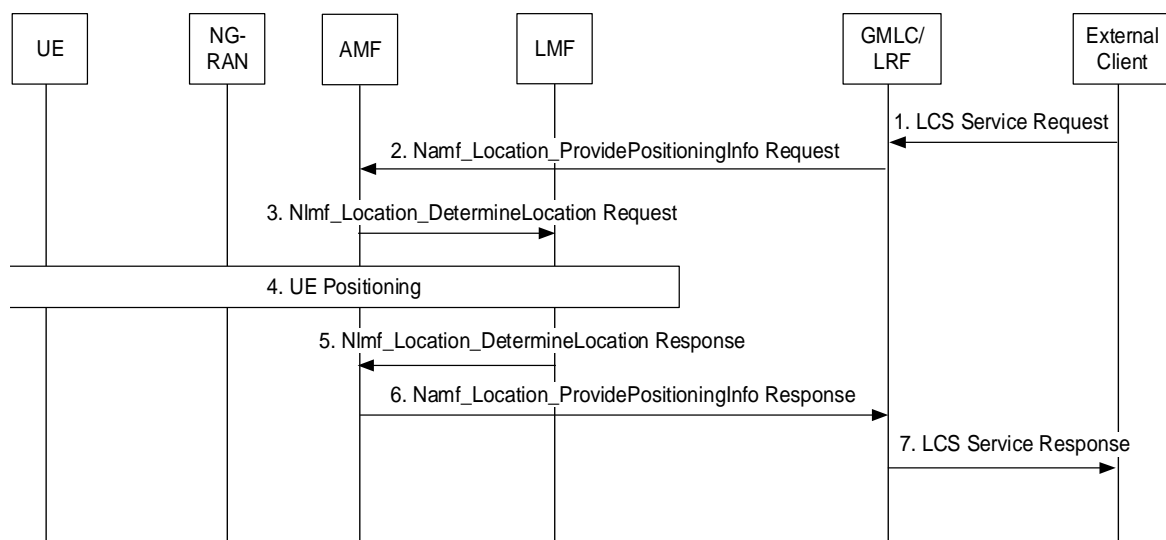 UE
NG-
RAN
AMF
LMF
GMLC/
LRF
External
Client
1. LCS Service Request
2. Namf_Location_ProvidePositioningInfo Request
3. Nlmf_Location_DetermineLocation Request
4. UE Positioning
5. Nlmf_Location_DetermineLocation Response
6. Namf_Location_ProvidePositioningInfo Response
7. LCS Service Response